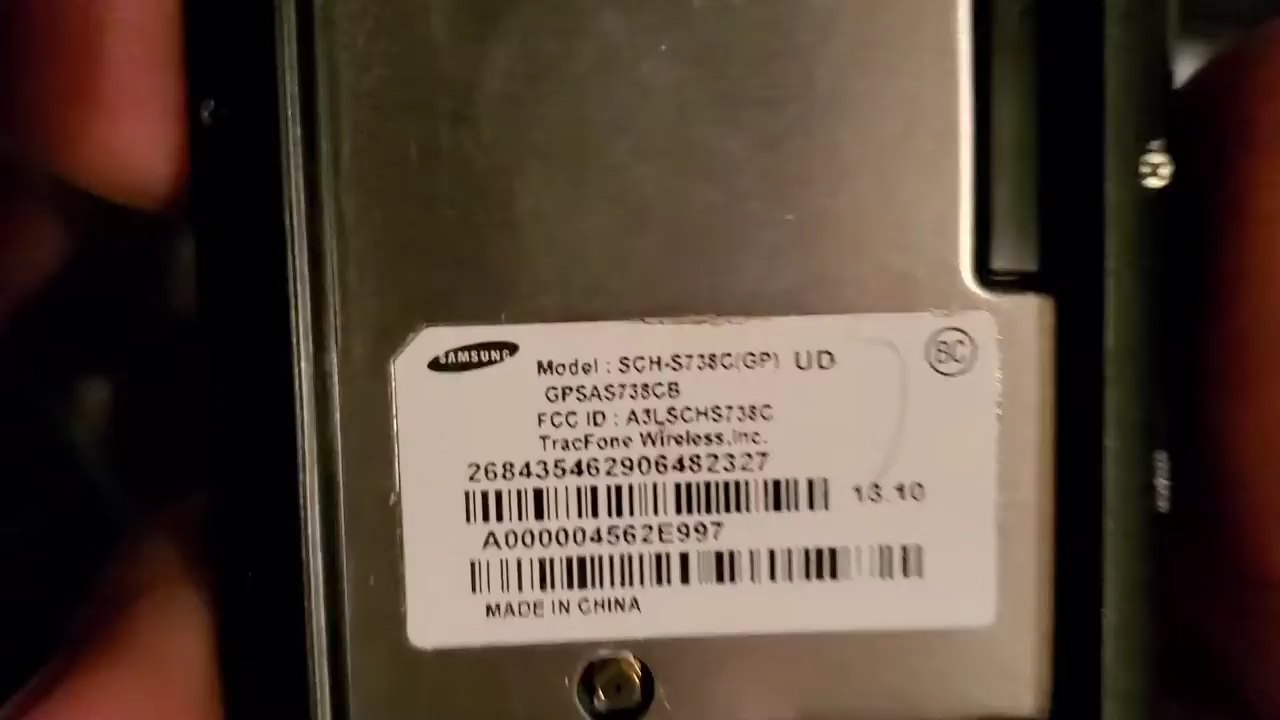 SAMSUNG
Model : SCH-S738C(GP) UD
BC
GPSAS738CB
FCC ID : A3LSCHS738C
TracFone Wireless,Inc.
268435462906482327
13.10
A000004562E997
MADE IN CHINA